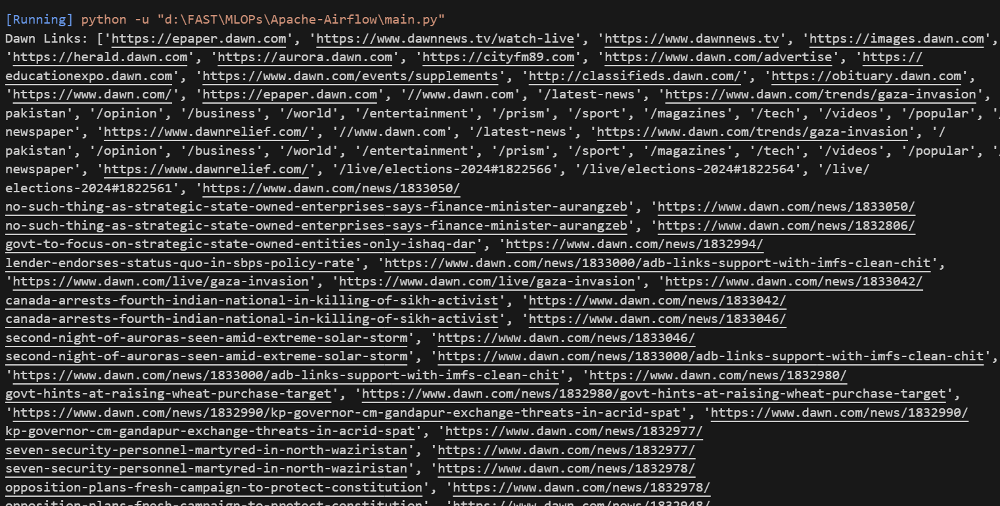 [Running] python -u "d:\FAST\MLOPs\Apache-Airflow\main.py"
Dawn Links: ['https://epaper.dawn.com', 'https://www.dawnnews.tv/watch-live', 'https://www.dawnnews.tv', 'https://images.dawn.com',
'https://herald.dawn.com', 'https://aurora.dawn.com', 'https://cityfm89.com', 'https://www.dawn.com/advertise', 'https://
educationexpo.dawn.com', 'https://www.dawn.com/events/supplements', 'http://classifieds.dawn.com/', 'https://obituary.dawn.com',
'https://www.dawn.com/', 'https://epaper.dawn.com', '//www.dawn.com', '/latest-news', 'https://www.dawn.com/trends/gaza-invasion',
pakistan', '/opinion', '/business', '/world', '/entertainment', '/prism', '/sport', '/magazines', '/tech', '/videos', '/popular', '/
newspaper', 'https://www.dawnrelief.com/', '//www.dawn.com', '/latest-news', 'https://www.dawn.com/trends/gaza-invasion', '/
pakistan', '/opinion', '/business', '/world', '/entertainment', '/prism', '/sport', '/magazines', '/tech', '/videos', '/popular', '/
newspaper', 'https://www.dawnrelief.com/', '/live/elections-2024#1822566', '/live/elections-2024#1822564', '/live/
elections-2024#1822561', 'https://www.dawn.com/news/1833050/
no-such-thing-as-strategic-state-owned-enterprises-says-finance-minister-aurangzeb', 'https://www.dawn.com/news/1833050/
no-such-thing-as-strategic-state-owned-enterprises-says-finance-minister-aurangzeb', 'https://www.dawn.com/news/1832806/
govt-to-focus-on-strategic-state-owned-entities-only-ishaq-dar', 'https://www.dawn.com/news/1832994/
lender-endorses-status-quo-in-sbps-policy-rate', 'https://www.dawn.com/news/1833000/adb-links-support-with-imfs-clean-chit',
'https://www.dawn.com/live/gaza-invasion', 'https://www.dawn.com/live/gaza-invasion', 'https://www.dawn.com/news/1833042/
canada-arrests-fourth-indian-national-in-killing-of-sikh-activist', 'https://www.dawn.com/news/1833042/
canada-arrests-fourth-indian-national-in-killing-of-sikh-activist', 'https://www.dawn.com/news/1833046/
second-night-of-auroras-seen-amid-extreme-solar-storm', 'https://www.dawn.com/news/1833046/
second-night-of-auroras-seen-amid-extreme-solar-storm', 'https://www.dawn.com/news/1833000/adb-links-support-with-imfs-clean-chit',
'https://www.dawn.com/news/1833000/adb-links-support-with-imfs-clean-chit', 'https://www.dawn.com/news/1832980/
govt-hints-at-raising-wheat-purchase-target', 'https://www.dawn.com/news/1832980/govt-hints-at-raising-wheat-purchase-target',
'https://www.dawn.com/news/1832990/kp-governor-cm-gandapur-exchange-threats-in-acrid-spat', 'https://www.dawn.com/news/1832990/
kp-governor-cm-gandapur-exchange-threats-in-acrid-spat', 'https://www.dawn.com/news/1832977/
seven-security-personnel-martyred-in-north-waziristan', 'https://www.dawn.com/news/1832977/
seven-security-personnel-martyred-in-north-waziristan', 'https://www.dawn.com/news/1832978/
opposition-plans-fresh-campaign-to-protect-constitution', 'https://www.dawn.com/news/1832978/
opposition-plans-fresh-campaign-to-protect-constitution', 'https://www.dawn.com/news/1832948/